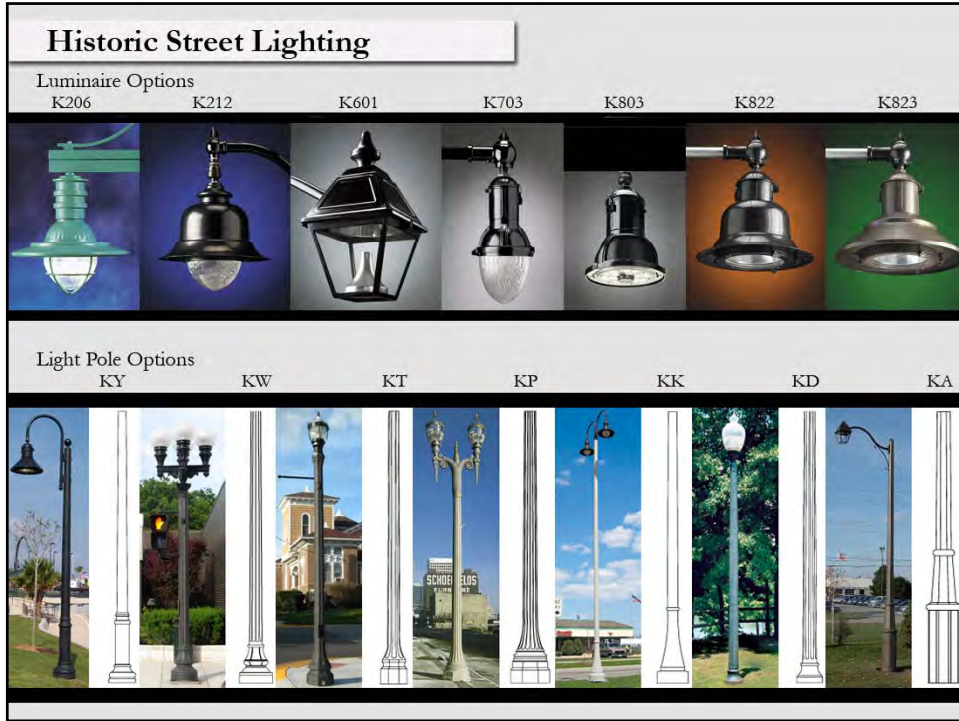 Historic Street Lighting
Luminaire Options
K206 K212 K601 K703 K803 K822 K823
Light Pole Options
KY KW KT KP KK KD KA
SCHOENFELDS
FURNITURE